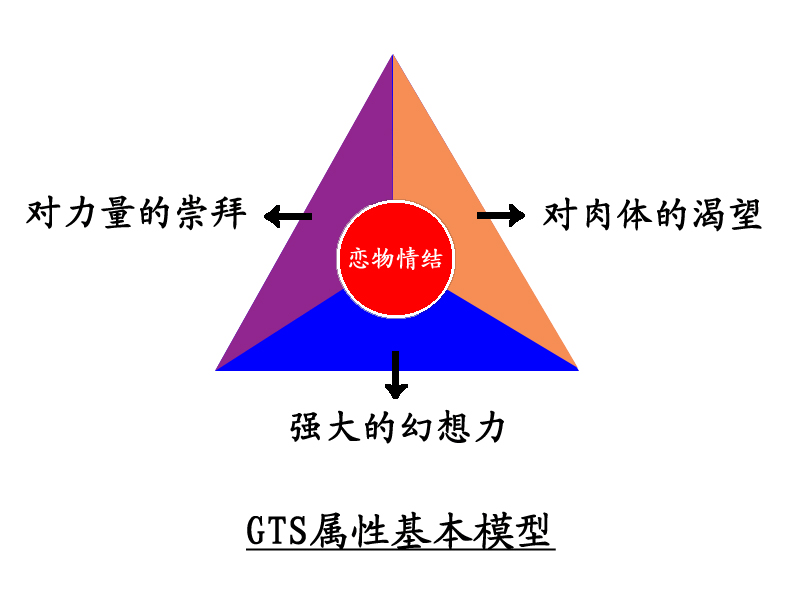 对力量的崇拜
对肉体的渴望
恋物情结
强大的幻想力
GTS属性基本模型